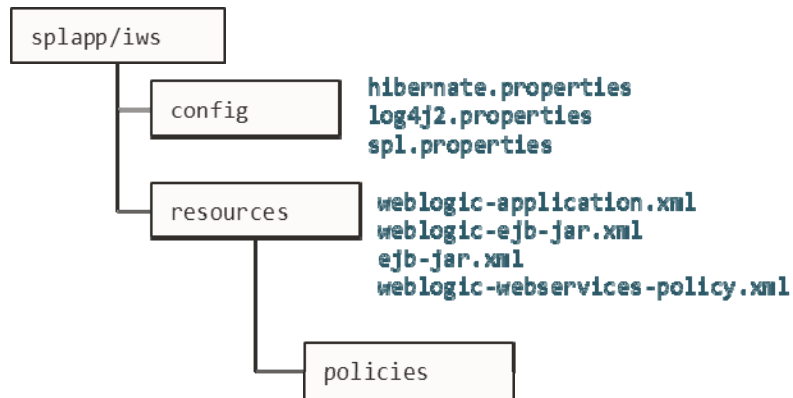 splapp/iws
config
hibernate.properties
log4j2.properties
spl.properties
resources
weblogic-application.xml
weblogic-ejb-jar.xml
ejb-jar.xml
weblogic-webservices-policy.xml
policies